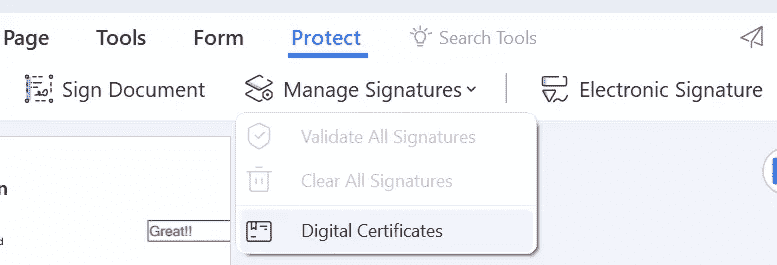 Page Tools Form Protect Search Tools
Sign Document Manage Signatures Electronic Signature
Validate All Signatures
Clear All Signatures
Digital Certificates
Great!!